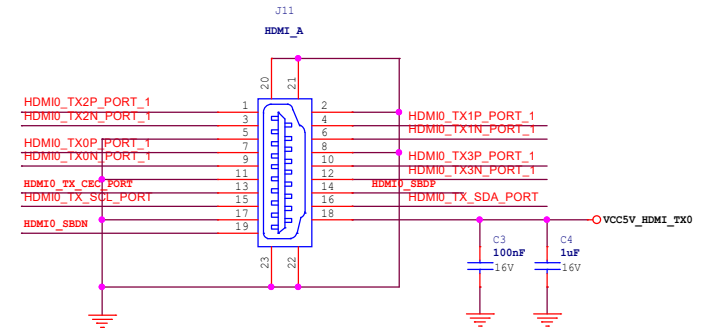 J11
HDMI_A
20
21
HDMI0_TX2P_PORT_1
1
2
HDMI0_TX2N_PORT_1
3
4
HDMI0_TX1P_PORT_1
5
6
HDMI0_TX1N_PORT_1
HDMI0_TX0P_PORT_1
7
8
HDMI0_TX0N_PORT_1
9
10
HDMI0_TX3P_PORT_1
11
12
HDMI0_TX3N_PORT_1
HDMI0_TX_CEC_PORT
13
14
HDMI0_SBDP
HDMI0_TX_SCL_PORT
15
16
HDMI0_TX_SDA_PORT
17
18
VCC5V_HDMI_TX0
HDMI0_SBDN
19
C3
100nF
16V
C4
1uF
16V
23
22